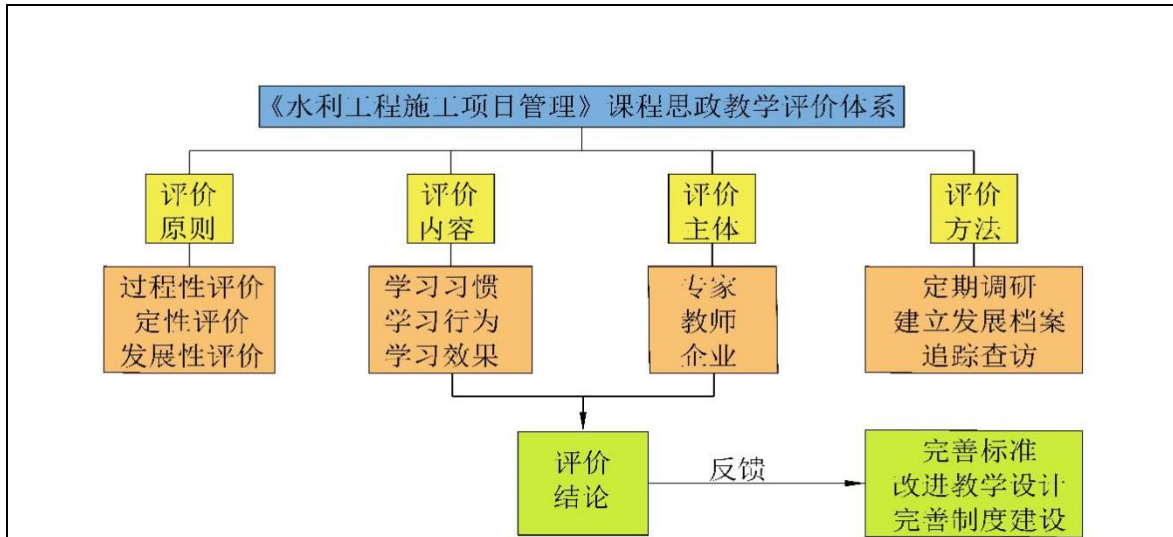 《水利工程施工项目管理》课程思政教学评价体系
评价
原则
评价
内容
评价
主体
评价
方法
过程性评价
定性评价
发展性评价
学习习惯
学习行为
学习效果
专家
教师
企业
定期调研
建立发展档案
追踪查访
评价
结论
反馈
完善标准
改进教学设计
完善制度建设